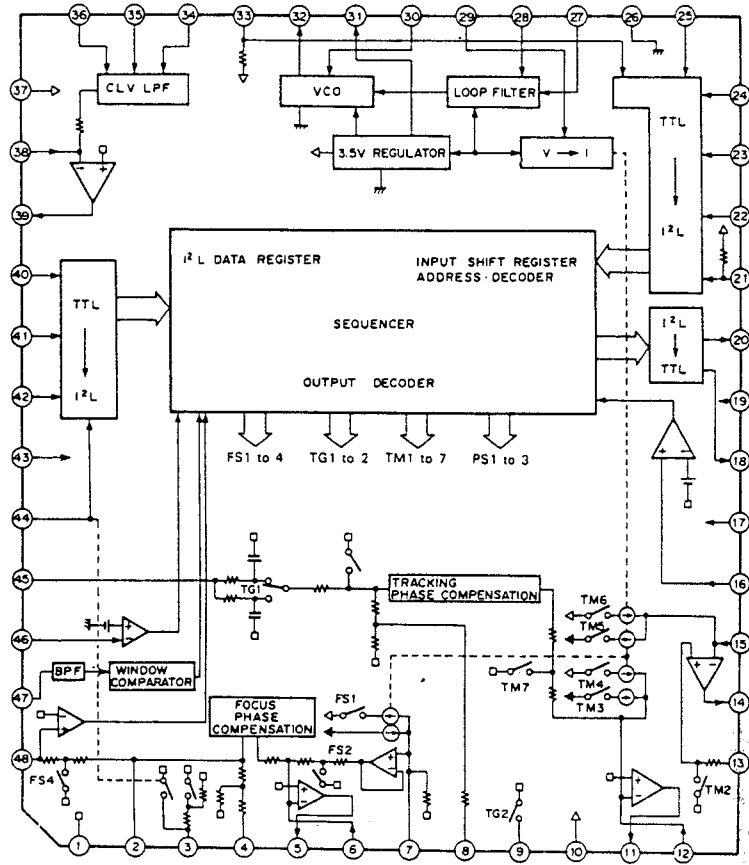 36 35 34 33 32 31 30 29 28 27 26 25
37 CLV LPF VCO LOOP FILTER 24
TTL
38 3.5V REGULATOR V → I 23
- +
39 I²L 22
40 I²L DATA REGISTER INPUT SHIFT REGISTER 21
ADDRESS·DECODER
TTL
41 SEQUENCER I²L 20
I²L TTL
42 OUTPUT DECODER 19
43 FS1 to 4 TG1 to 2 TM1 to 7 PS1 to 3 + - 18
44 17
45 TG1 TRACKING 16
PHASE COMPENSATION
TM6
46 + - TM5 15
+ -
47 BPF WINDOW
COMPARATOR
FS1 TM7 TM4 14
FOCUS
PHASE
COMPENSATION
TM3
- +
48 FS4 FS2 + - TM2 13
- + - +
TG2
1 2 3 4 5 6 7 8 9 10 11 12